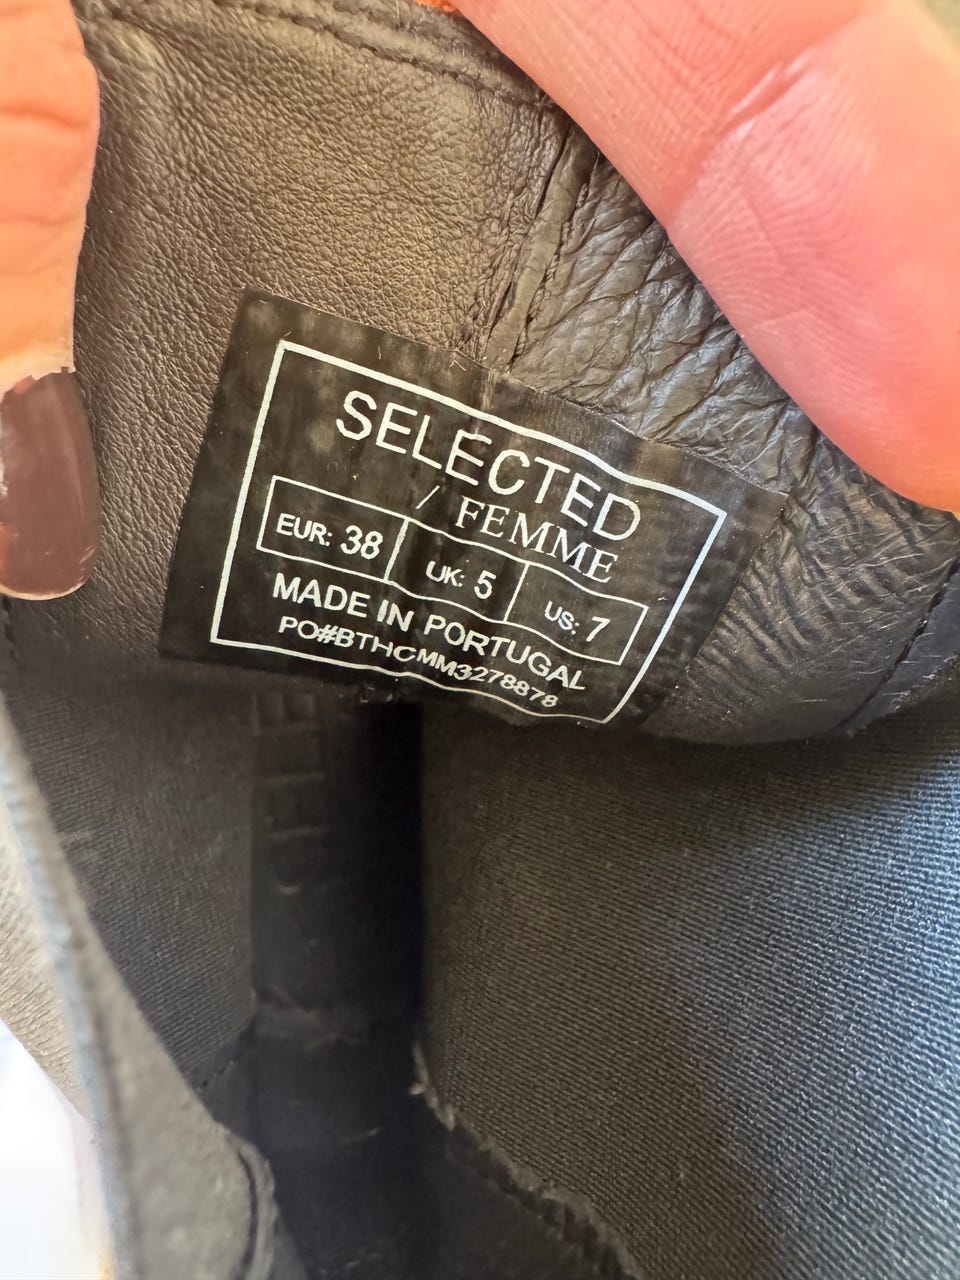 SELECTED
/ FEMME
EUR: 38 UK: 5 US: 7
MADE IN PORTUGAL
PO#BTHCMM3278878